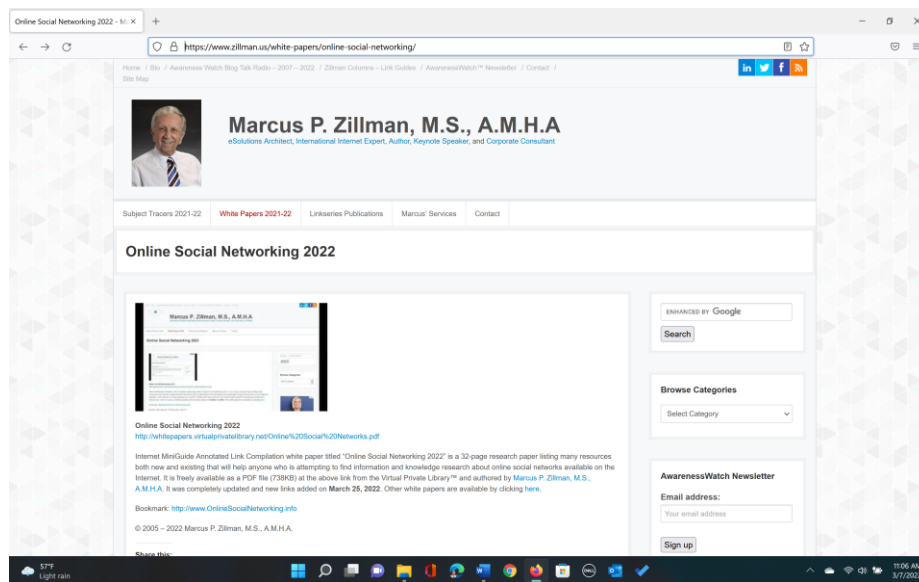 Online Social Networking 2022 - Ma
https://www.zillman.us/white-papers/online-social-networking/
Home / Bio / Awareness Watch Blog Talk Radio – 2007 – 2022 / Zillman Columns – Link Guides / AwarenessWatch™ Newsletter / Contact /
Site Map
Marcus P. Zillman, M.S., A.M.H.A
eSolutions Architect, International Internet Expert, Author, Keynote Speaker, and Corporate Consultant
Subject Tracers 2021-22 White Papers 2021-22 Linkseries Publications Marcus' Services Contact
Online Social Networking 2022
Marcus P. Zillman, M.S., A.M.H.A
Online Social Networking 2022
Online Social Networking 2022
http://whitepapers.virtualprivatelibrary.net/Online%20Social%20Networks.pdf
Internet MiniGuide Annotated Link Compilation white paper titled "Online Social Networking 2022" is a 32-page research paper listing many resources
both new and existing that will help anyone who is attempting to find information and knowledge research about online social networks available on the
Internet. It is freely available as a PDF file (738KB) at the above link from the Virtual Private Library™ and authored by Marcus P. Zillman, M.S.,
A.M.H.A. It was completely updated and new links added on March 25, 2022. Other white papers are available by clicking here.
Bookmark: http://www.OnlineSocialNetworking.info
© 2005 – 2022 Marcus P. Zillman, M.S., A.M.H.A.
Share this:
ENHANCED BY Google
Search
Browse Categories
Select Category
AwarenessWatch Newsletter
Email address:
Your email address
Sign up
57°F
Light rain
11:06 AM
3/7/202